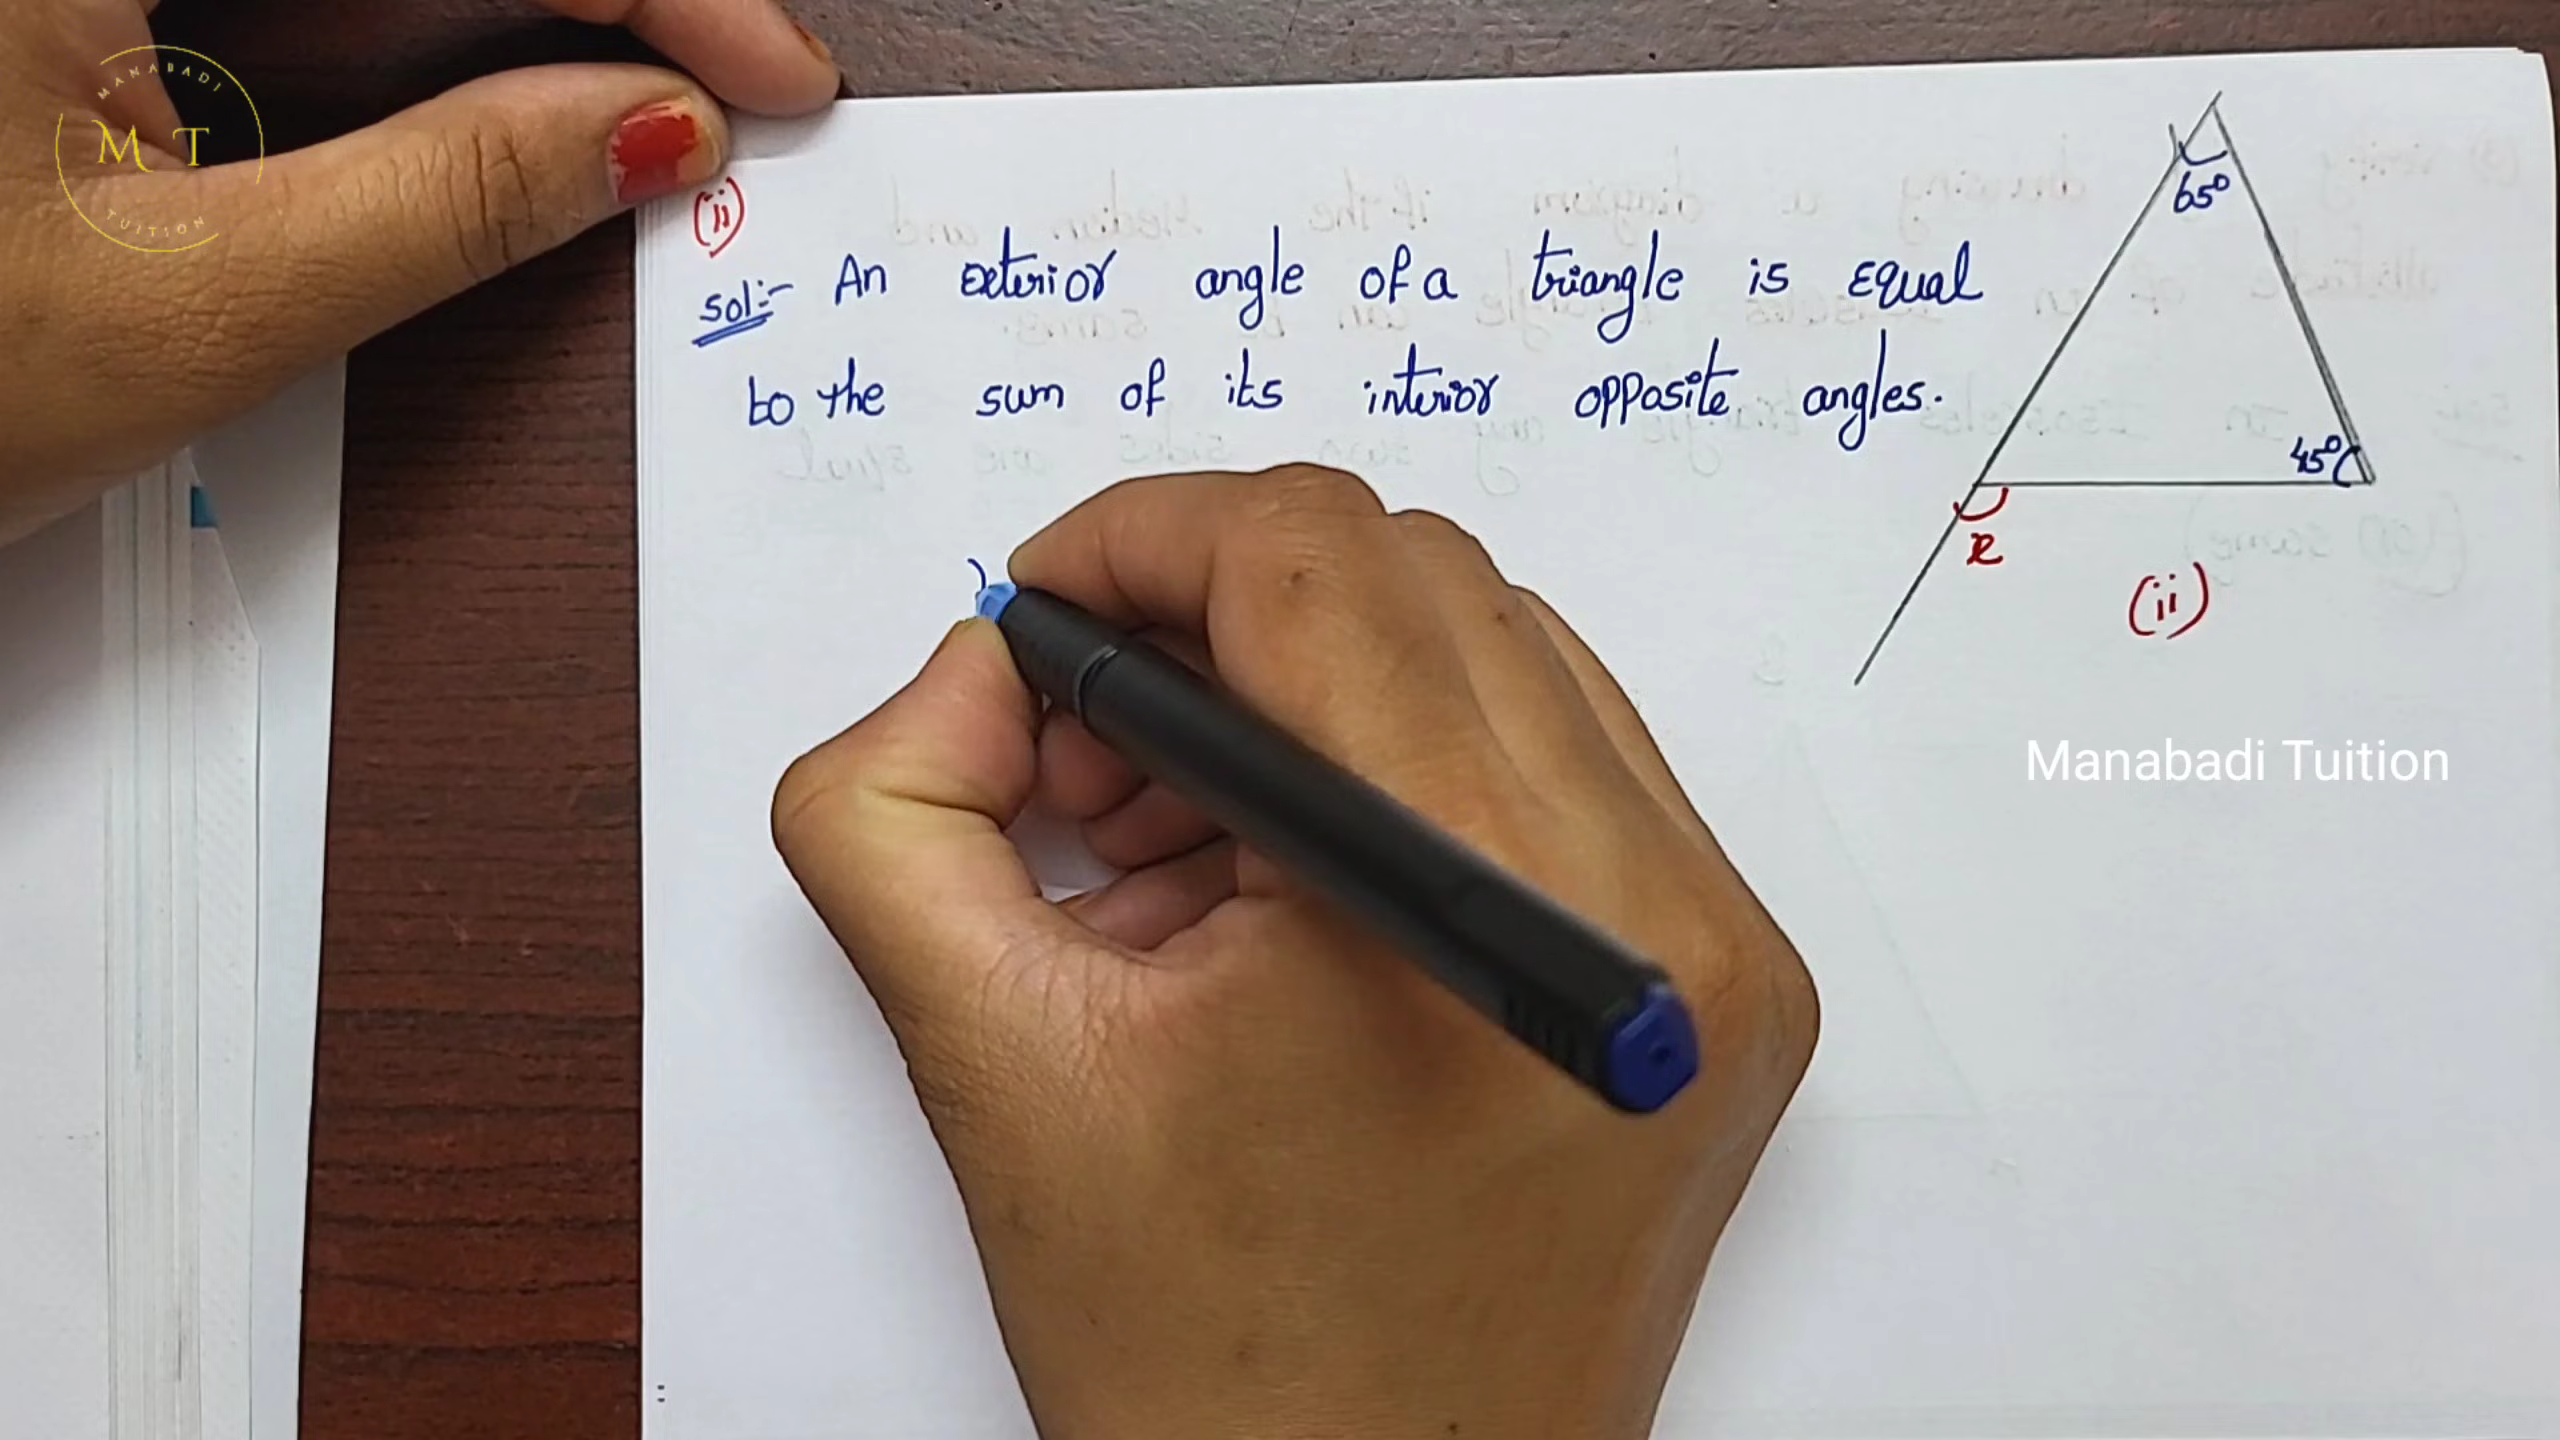 MANABADI
M T
TUITION
(ii)
Sol:- An exterior angle of a triangle is equal
to the sum of its interior opposite angles.
65°
45°
x
(ii)
Manabadi Tuition